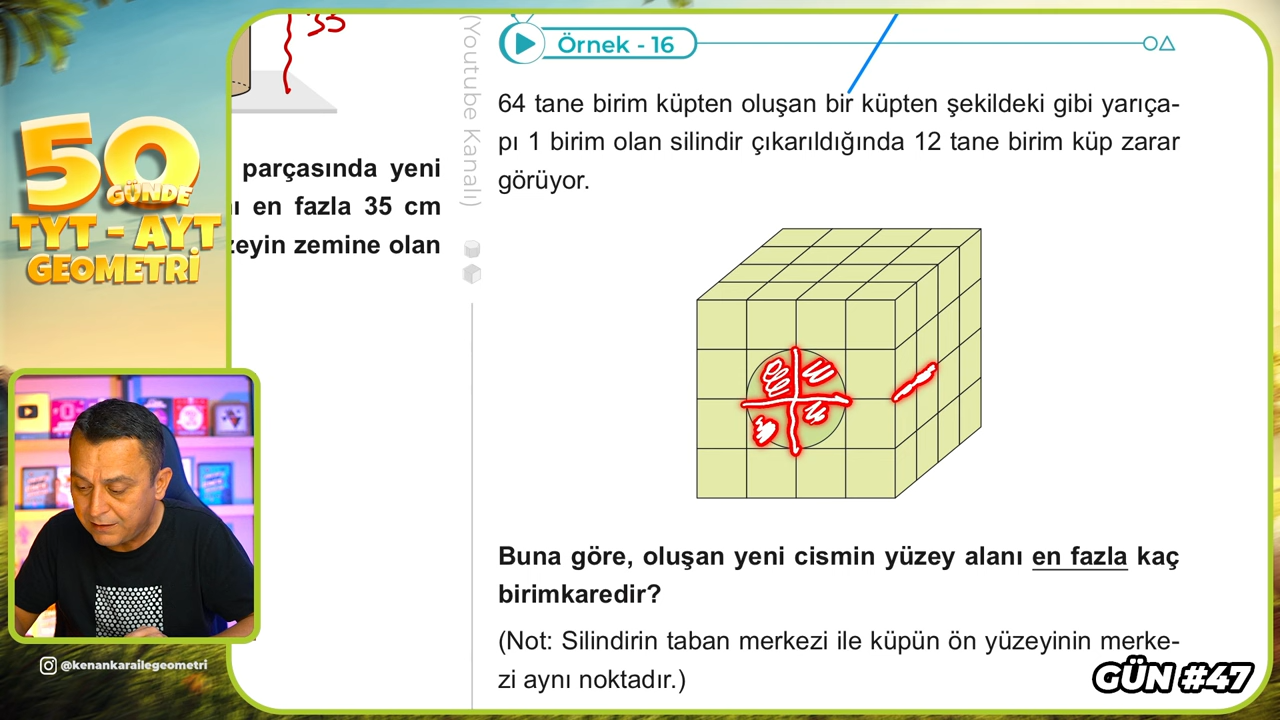 35
50
GÜNDE
TYT - AYT
GEOMETRİ
parçasında yeni
ı en fazla 35 cm
zeyin zemine olan
(Youtube Kanalı)
Örnek - 16
64 tane birim küpten oluşan bir küpten şekildeki gibi yarıça-
pı 1 birim olan silindir çıkarıldığında 12 tane birim küp zarar
görüyor.
Buna göre, oluşan yeni cismin yüzey alanı en fazla kaç
birimkaredir?
(Not: Silindirin taban merkezi ile küpün ön yüzeyinin merke-
zi aynı noktadır.)
@kenankarailegeometri
GÜN #47